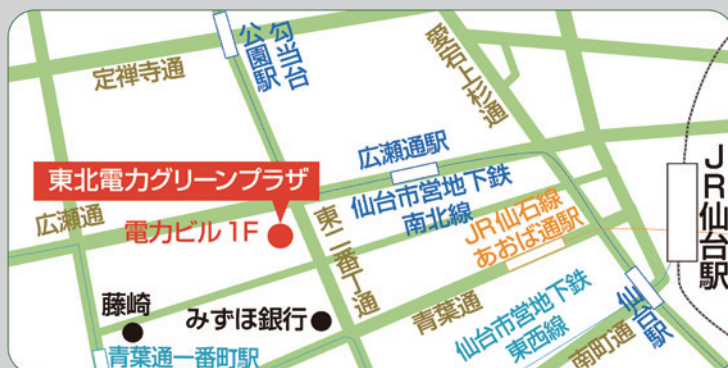 定禅寺通
勾当台
公園駅
愛宕上杉通
広瀬通駅
東北電力グリーンプラザ
広瀬通
電力ビル1F
仙台市営地下鉄
南北線
JR仙石線
あおば通駅
JR仙台駅
東二番丁通
藤崎
みずほ銀行
青葉通
仙台市営地下鉄
東西線
仙台駅
青葉通一番町駅
南町通